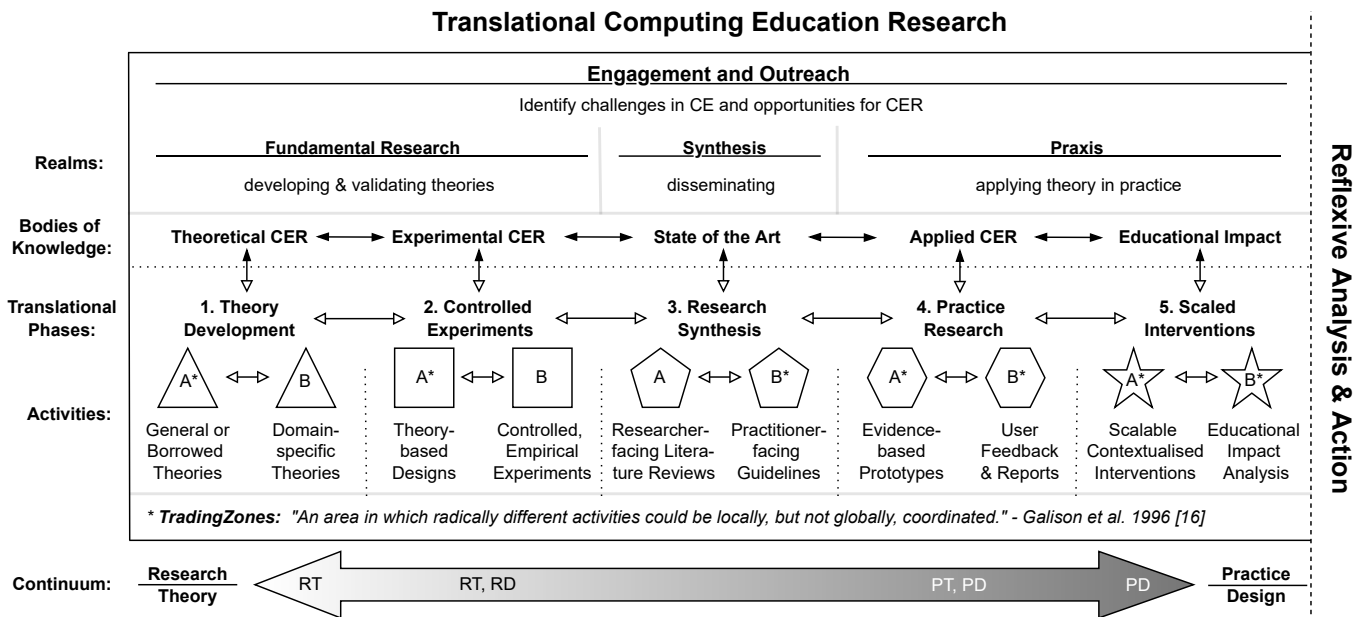 Translational Computing Education Research
Engagement and Outreach
Identify challenges in CE and opportunities for CER
Realms:
Fundamental Research
developing & validating theories
Synthesis
disseminating
Praxis
applying theory in practice
Bodies of
Knowledge:
Theoretical CER
Experimental CER
State of the Art
Applied CER
Educational Impact
Translational
Phases:
1. Theory
Development
2. Controlled
Experiments
3. Research
Synthesis
4. Practice
Research
5. Scaled
Interventions
Activities:
A*
General or
Borrowed
Theories
B
Domain-
specific
Theories
A*
Theory-
based
Designs
B
Controlled,
Empirical
Experiments
A
Researcher-
facing Litera-
ture Reviews
B*
Practitioner-
facing
Guidelines
A*
Evidence-
based
Prototypes
B*
User
Feedback
& Reports
A*
Scalable
Contextualised
Interventions
B*
Educational
Impact
Analysis
* TradingZones: "An area in which radically different activities could be locally, but not globally, coordinated." - Galison et al. 1996 [16]
Continuum:
Research
Theory
RT
RT, RD
PT, PD
PD
Practice
Design
Reflexive Analysis & Action